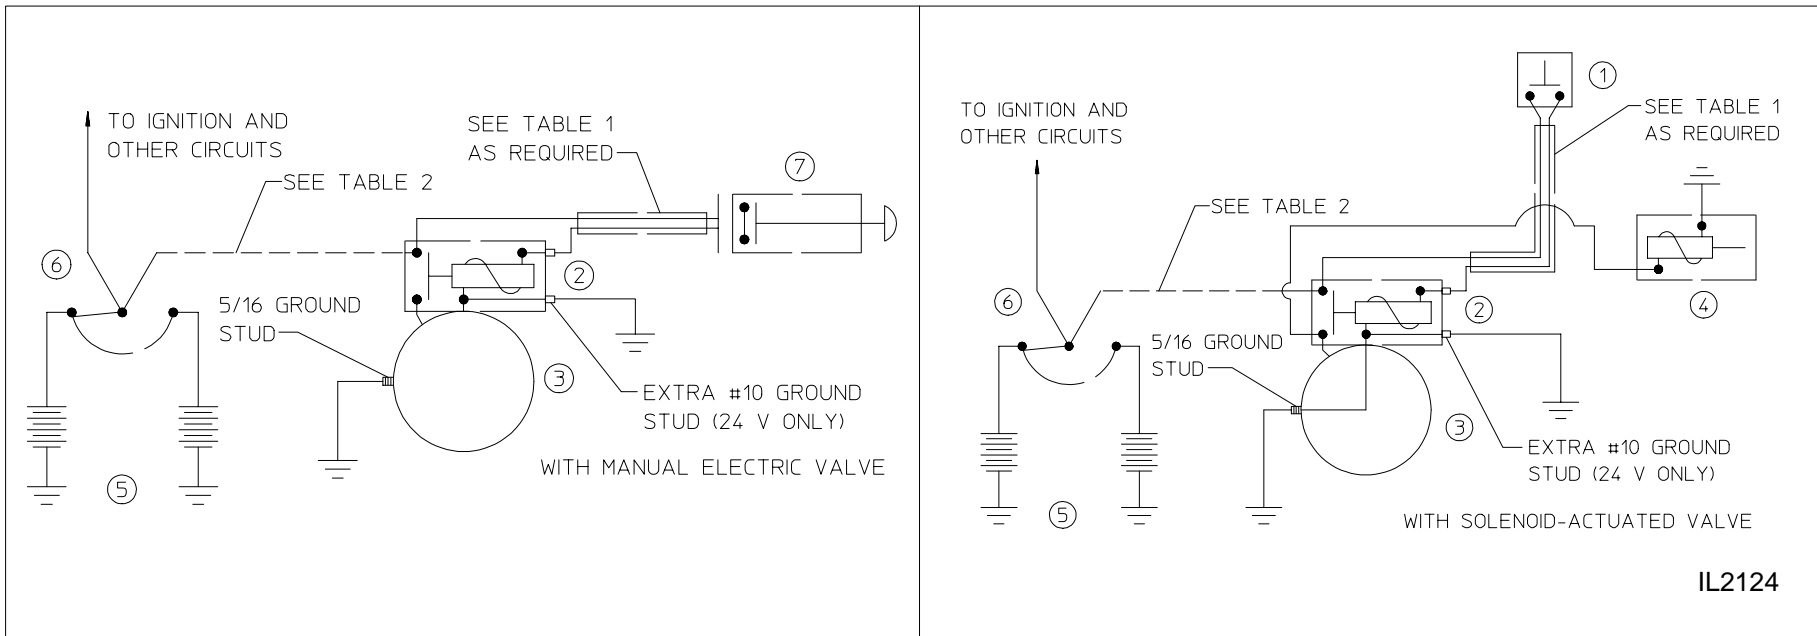 TO IGNITION AND
OTHER CIRCUITS
SEE TABLE 1
AS REQUIRED
7
SEE TABLE 2
6
2
5/16 GROUND
STUD
3
EXTRA #10 GROUND
STUD (24 V ONLY)
WITH MANUAL ELECTRIC VALVE
5
1
TO IGNITION AND
OTHER CIRCUITS
SEE TABLE 1
AS REQUIRED
SEE TABLE 2
6
2
4
5/16 GROUND
STUD
3
EXTRA #10 GROUND
STUD (24 V ONLY)
5
WITH SOLENOID-ACTUATED VALVE
IL2124